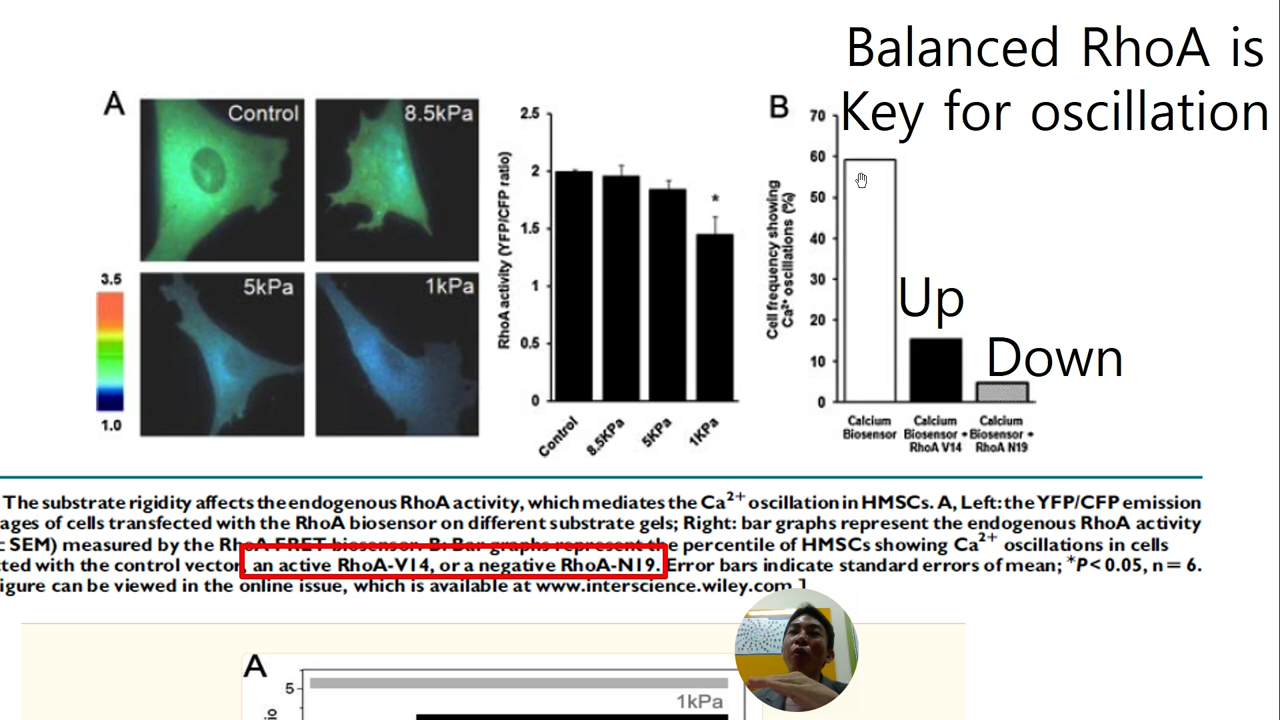 Balanced RhoA is
Key for oscillation
A
Control
8.5kPa
5kPa
1kPa
3.5
1.0
RhoA activity (YFP/CFP ratio)
2.5
2
1.5
1
0.5
0
*
Control
8.5KPa
5KPa
1KPa
B
Cell frequency showing
Ca²⁺ oscillations (%)
70
60
50
40
30
20
10
0
Up
Down
Calcium
Biosensor
Calcium
Biosensor +
RhoA V14
Calcium
Biosensor +
RhoA N19
The substrate rigidity affects the endogenous RhoA activity, which mediates the Ca²⁺ oscillation in HMSCs. A, Left: the YFP/CFP emission
ages of cells transfected with the RhoA biosensor on different substrate gels; Right: bar graphs represent the endogenous RhoA activity
SEM) measured by the RhoA FRET biosensor. B: Bar graphs represent the percentile of HMSCs showing Ca²⁺ oscillations in cells
ted with the control vector, an active RhoA-V14, or a negative RhoA-N19. Error bars indicate standard errors of mean; *P<0.05, n = 6.
igure can be viewed in the online issue, which is available at www.interscience.wiley.com.]
A
5
1kPa
io